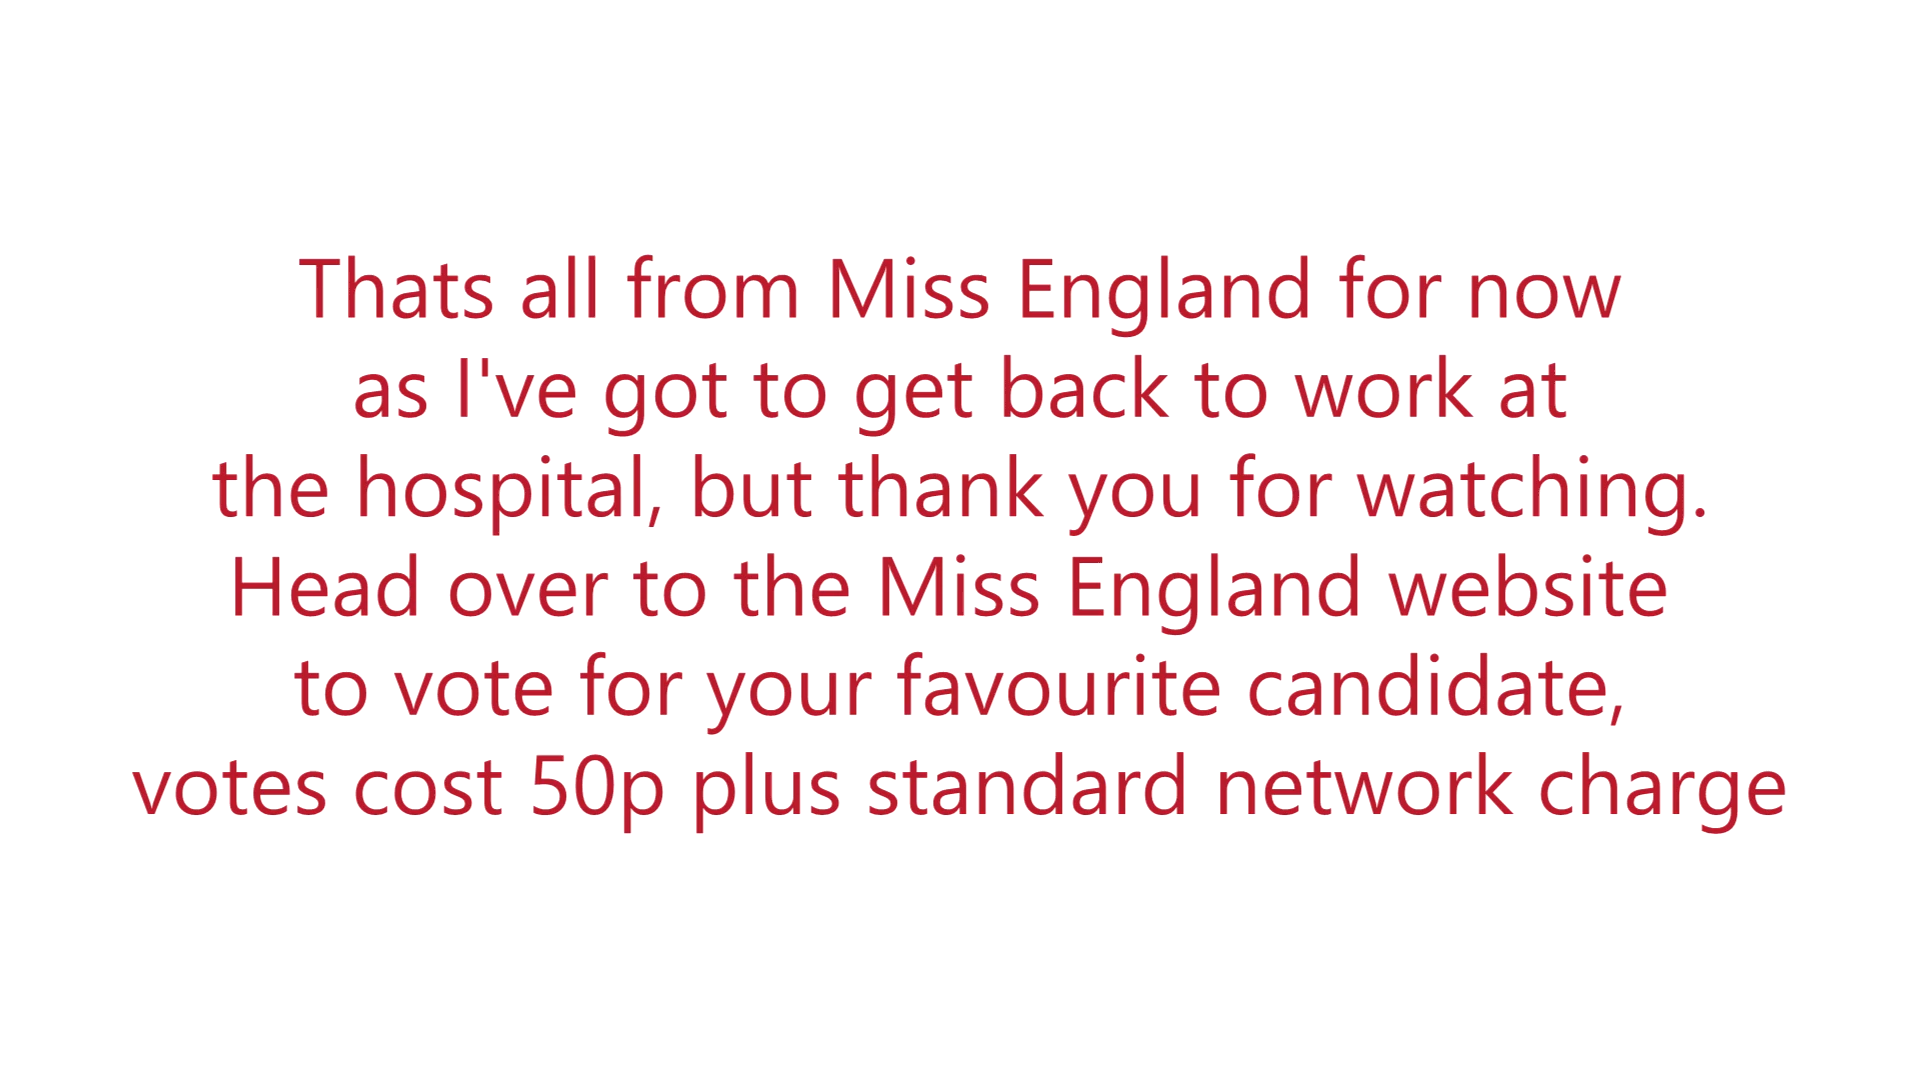 Thats all from Miss England for now
as I've got to get back to work at
the hospital, but thank you for watching.
Head over to the Miss England website
to vote for your favourite candidate,
votes cost 50p plus standard network charge